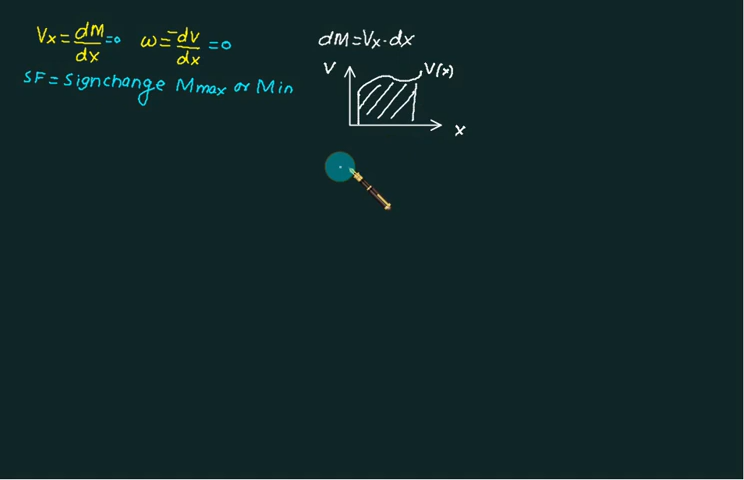 Vx = dM/dx = 0   ω = -dv/dx = 0
SF = Signchange Mmax or Min
dM = Vx · dx
V
V(x)
x